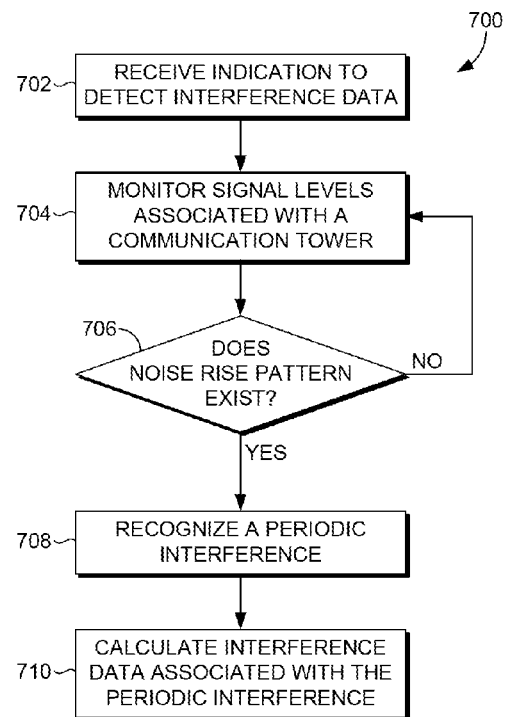 700
702
RECEIVE INDICATION TO
DETECT INTERFERENCE DATA
704
MONITOR SIGNAL LEVELS
ASSOCIATED WITH A
COMMUNICATION TOWER
706
DOES
NOISE RISE PATTERN
EXIST?
NO
YES
708
RECOGNIZE A PERIODIC
INTERFERENCE
710
CALCULATE INTERFERENCE
DATA ASSOCIATED WITH THE
PERIODIC INTERFERENCE